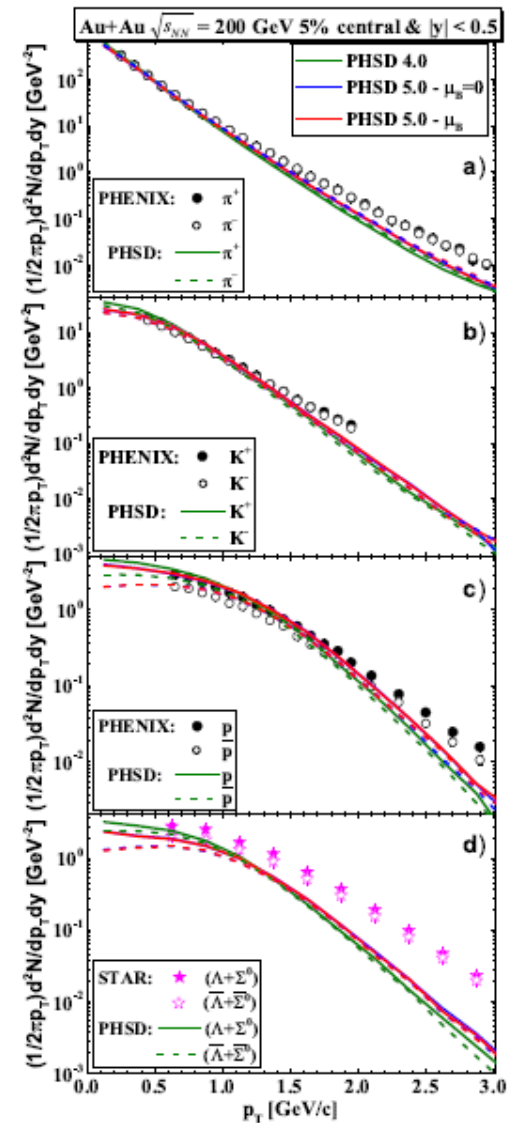 Au+Au √s_NN = 200 GeV 5% central & |y| < 0.5
PHSD 4.0
PHSD 5.0 - μ_B=0
PHSD 5.0 - μ_B
a)
PHENIX: ● π⁺
○ π⁻
PHSD: π⁺
π⁻
(1/2πp_T)d²N/dp_Tdy [GeV⁻²]
10²
10¹
10⁰
10⁻¹
10⁻²
b)
PHENIX: ● K⁺
○ K⁻
PHSD: K⁺
K⁻
(1/2πp_T)d²N/dp_Tdy [GeV⁻²]
10¹
10⁰
10⁻¹
10⁻²
10⁻³
c)
PHENIX: ● p
○ p̅
PHSD: p
p̅
(1/2πp_T)d²N/dp_Tdy [GeV⁻²]
10⁰
10⁻¹
10⁻²
d)
STAR: ★ (Λ+Σ⁰)
☆ (Λ̅+Σ̅⁰)
PHSD: (Λ+Σ⁰)
(Λ̅+Σ̅⁰)
(1/2πp_T)d²N/dp_Tdy [GeV⁻²]
10⁰
10⁻¹
10⁻²
10⁻³
0.0 0.5 1.0 1.5 2.0 2.5 3.0
p_T [GeV/c]